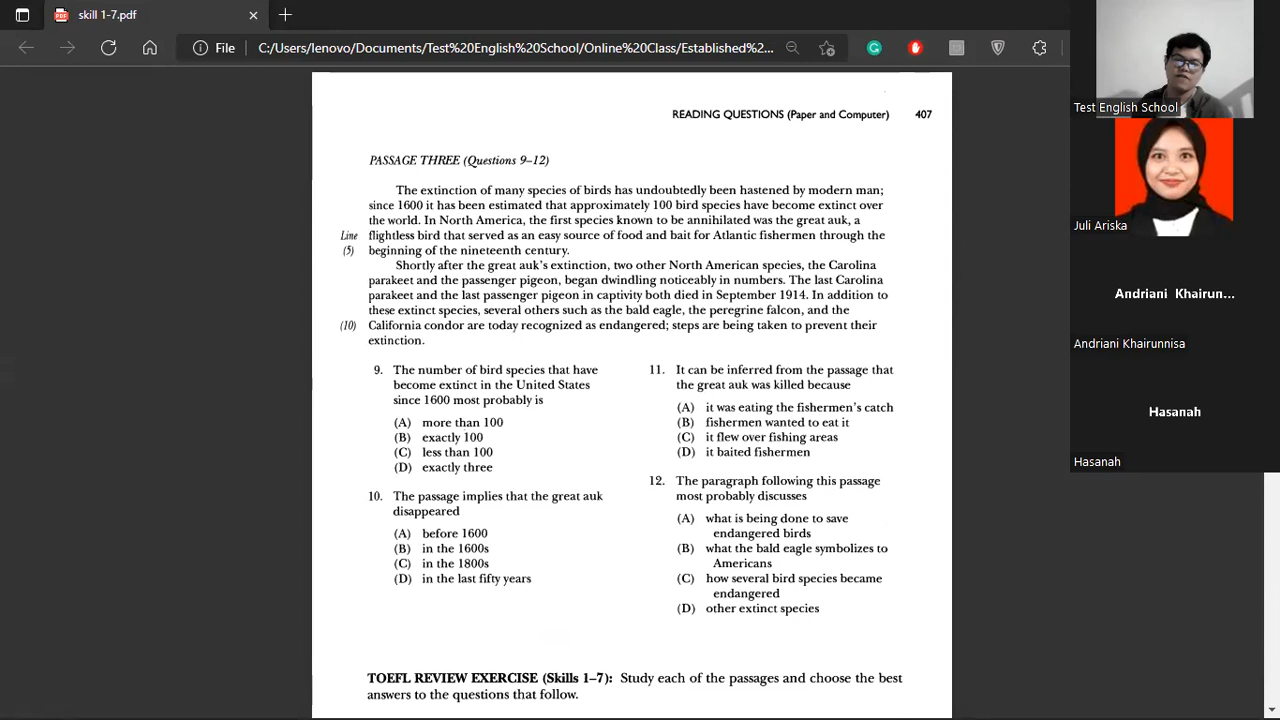 skill 1-7.pdf
File
C:/Users/lenovo/Documents/Test%20English%20School/Online%20Class/Established%2...
READING QUESTIONS (Paper and Computer) 407
PASSAGE THREE (Questions 9–12)
The extinction of many species of birds has undoubtedly been hastened by modern man;
since 1600 it has been estimated that approximately 100 bird species have become extinct over
the world. In North America, the first species known to be annihilated was the great auk, a
Line flightless bird that served as an easy source of food and bait for Atlantic fishermen through the
(5) beginning of the nineteenth century.
Shortly after the great auk's extinction, two other North American species, the Carolina
parakeet and the passenger pigeon, began dwindling noticeably in numbers. The last Carolina
parakeet and the last passenger pigeon in captivity both died in September 1914. In addition to
these extinct species, several others such as the bald eagle, the peregrine falcon, and the
(10) California condor are today recognized as endangered; steps are being taken to prevent their
extinction.
9. The number of bird species that have
become extinct in the United States
since 1600 most probably is
(A) more than 100
(B) exactly 100
(C) less than 100
(D) exactly three
10. The passage implies that the great auk
disappeared
(A) before 1600
(B) in the 1600s
(C) in the 1800s
(D) in the last fifty years
11. It can be inferred from the passage that
the great auk was killed because
(A) it was eating the fishermen's catch
(B) fishermen wanted to eat it
(C) it flew over fishing areas
(D) it baited fishermen
12. The paragraph following this passage
most probably discusses
(A) what is being done to save
endangered birds
(B) what the bald eagle symbolizes to
Americans
(C) how several bird species became
endangered
(D) other extinct species
TOEFL REVIEW EXERCISE (Skills 1–7): Study each of the passages and choose the best
answers to the questions that follow.
Test English School
Juli Ariska
Andriani Khairun...
Andriani Khairunnisa
Hasanah
Hasanah